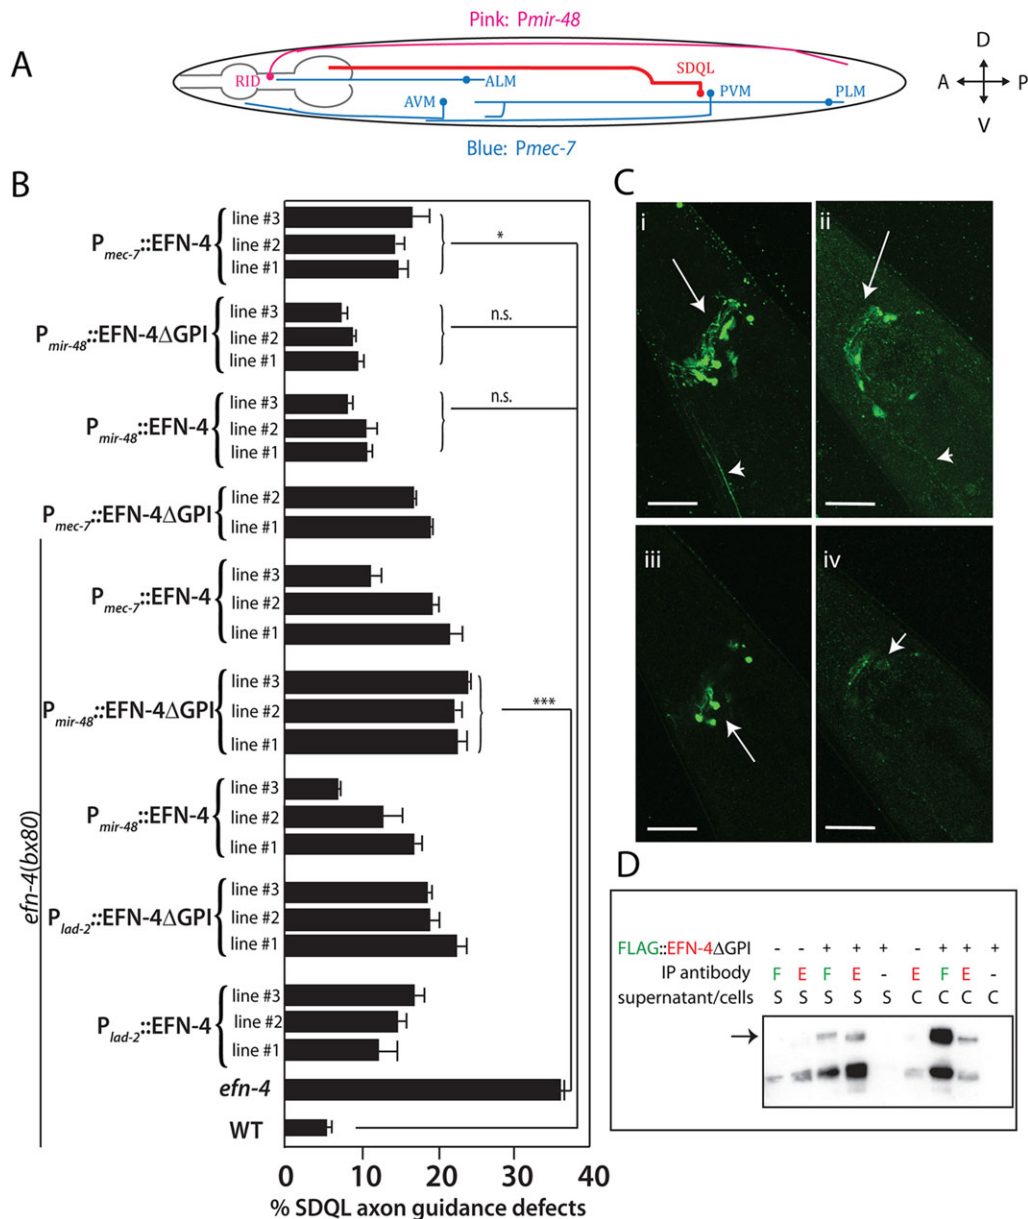 Pink: Pmir-48
A
RID
ALM
SDQL
AVM
PVM
PLM
Blue: Pmec-7
D
A P
V
B
Pmec-7::EFN-4
line #3
line #2
line #1
*
Pmir-48::EFN-4ΔGPI
line #3
line #2
line #1
n.s.
Pmir-48::EFN-4
line #3
line #2
line #1
n.s.
Pmec-7::EFN-4ΔGPI
line #2
line #1
efn-4(bx80)
Pmec-7::EFN-4
line #3
line #2
line #1
Pmir-48::EFN-4ΔGPI
line #3
line #2
line #1
***
Pmir-48::EFN-4
line #3
line #2
line #1
Plad-2::EFN-4ΔGPI
line #3
line #2
line #1
Plad-2::EFN-4
line #3
line #2
line #1
efn-4
WT
0 10 20 30 40
% SDQL axon guidance defects
C
i
ii
iii
iv
D
FLAG::EFN-4ΔGPI - - + + + - + + +
IP antibody F E F E - E F E -
supernatant/cells S S S S S C C C C